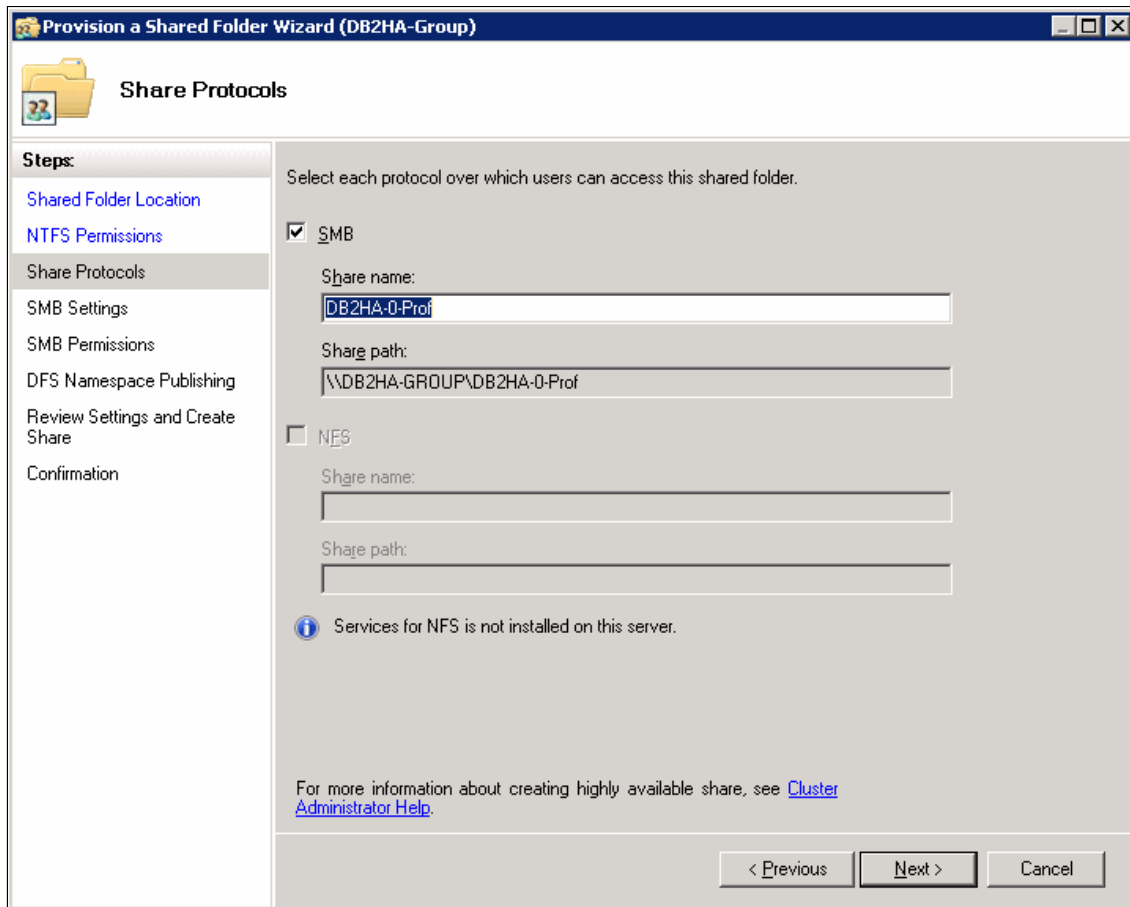 Provision a Shared Folder Wizard (DB2HA-Group)
Share Protocols
Steps:
Shared Folder Location
NTFS Permissions
Share Protocols
SMB Settings
SMB Permissions
DFS Namespace Publishing
Review Settings and Create
Share
Confirmation
Select each protocol over which users can access this shared folder.
SMB
Share name:
DB2HA-0-Prof
Share path:
\\DB2HA-GROUP\DB2HA-0-Prof
NFS
Share name:
Share path:
Services for NFS is not installed on this server.
For more information about creating highly available share, see Cluster
Administrator Help.
< Previous
Next >
Cancel